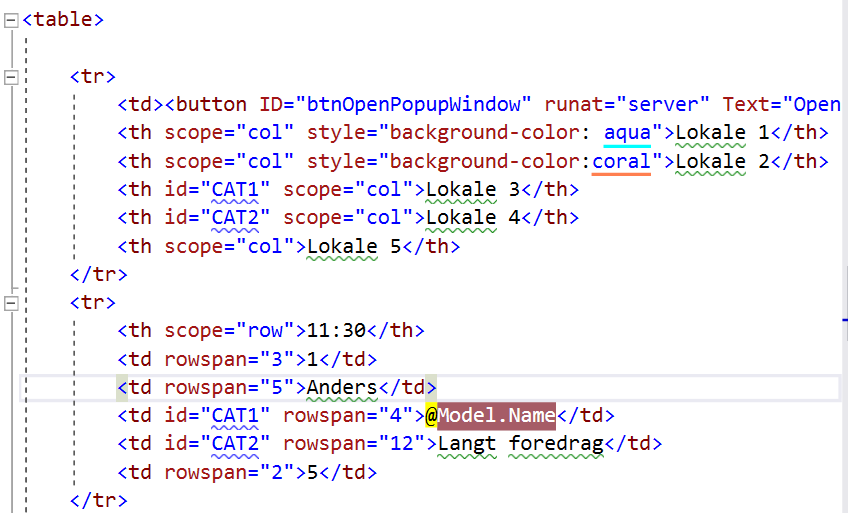 <table>
<tr>
<td><button ID="btnOpenPopupWindow" runat="server" Text="Open
<th scope="col" style="background-color: aqua">Lokale 1</th>
<th scope="col" style="background-color:coral">Lokale 2</th>
<th id="CAT1" scope="col">Lokale 3</th>
<th id="CAT2" scope="col">Lokale 4</th>
<th scope="col">Lokale 5</th>
</tr>
<tr>
<th scope="row">11:30</th>
<td rowspan="3">1</td>
<td rowspan="5">Anders</td>
<td id="CAT1" rowspan="4">@Model.Name</td>
<td id="CAT2" rowspan="12">Langt foredrag</td>
<td rowspan="2">5</td>
</tr>